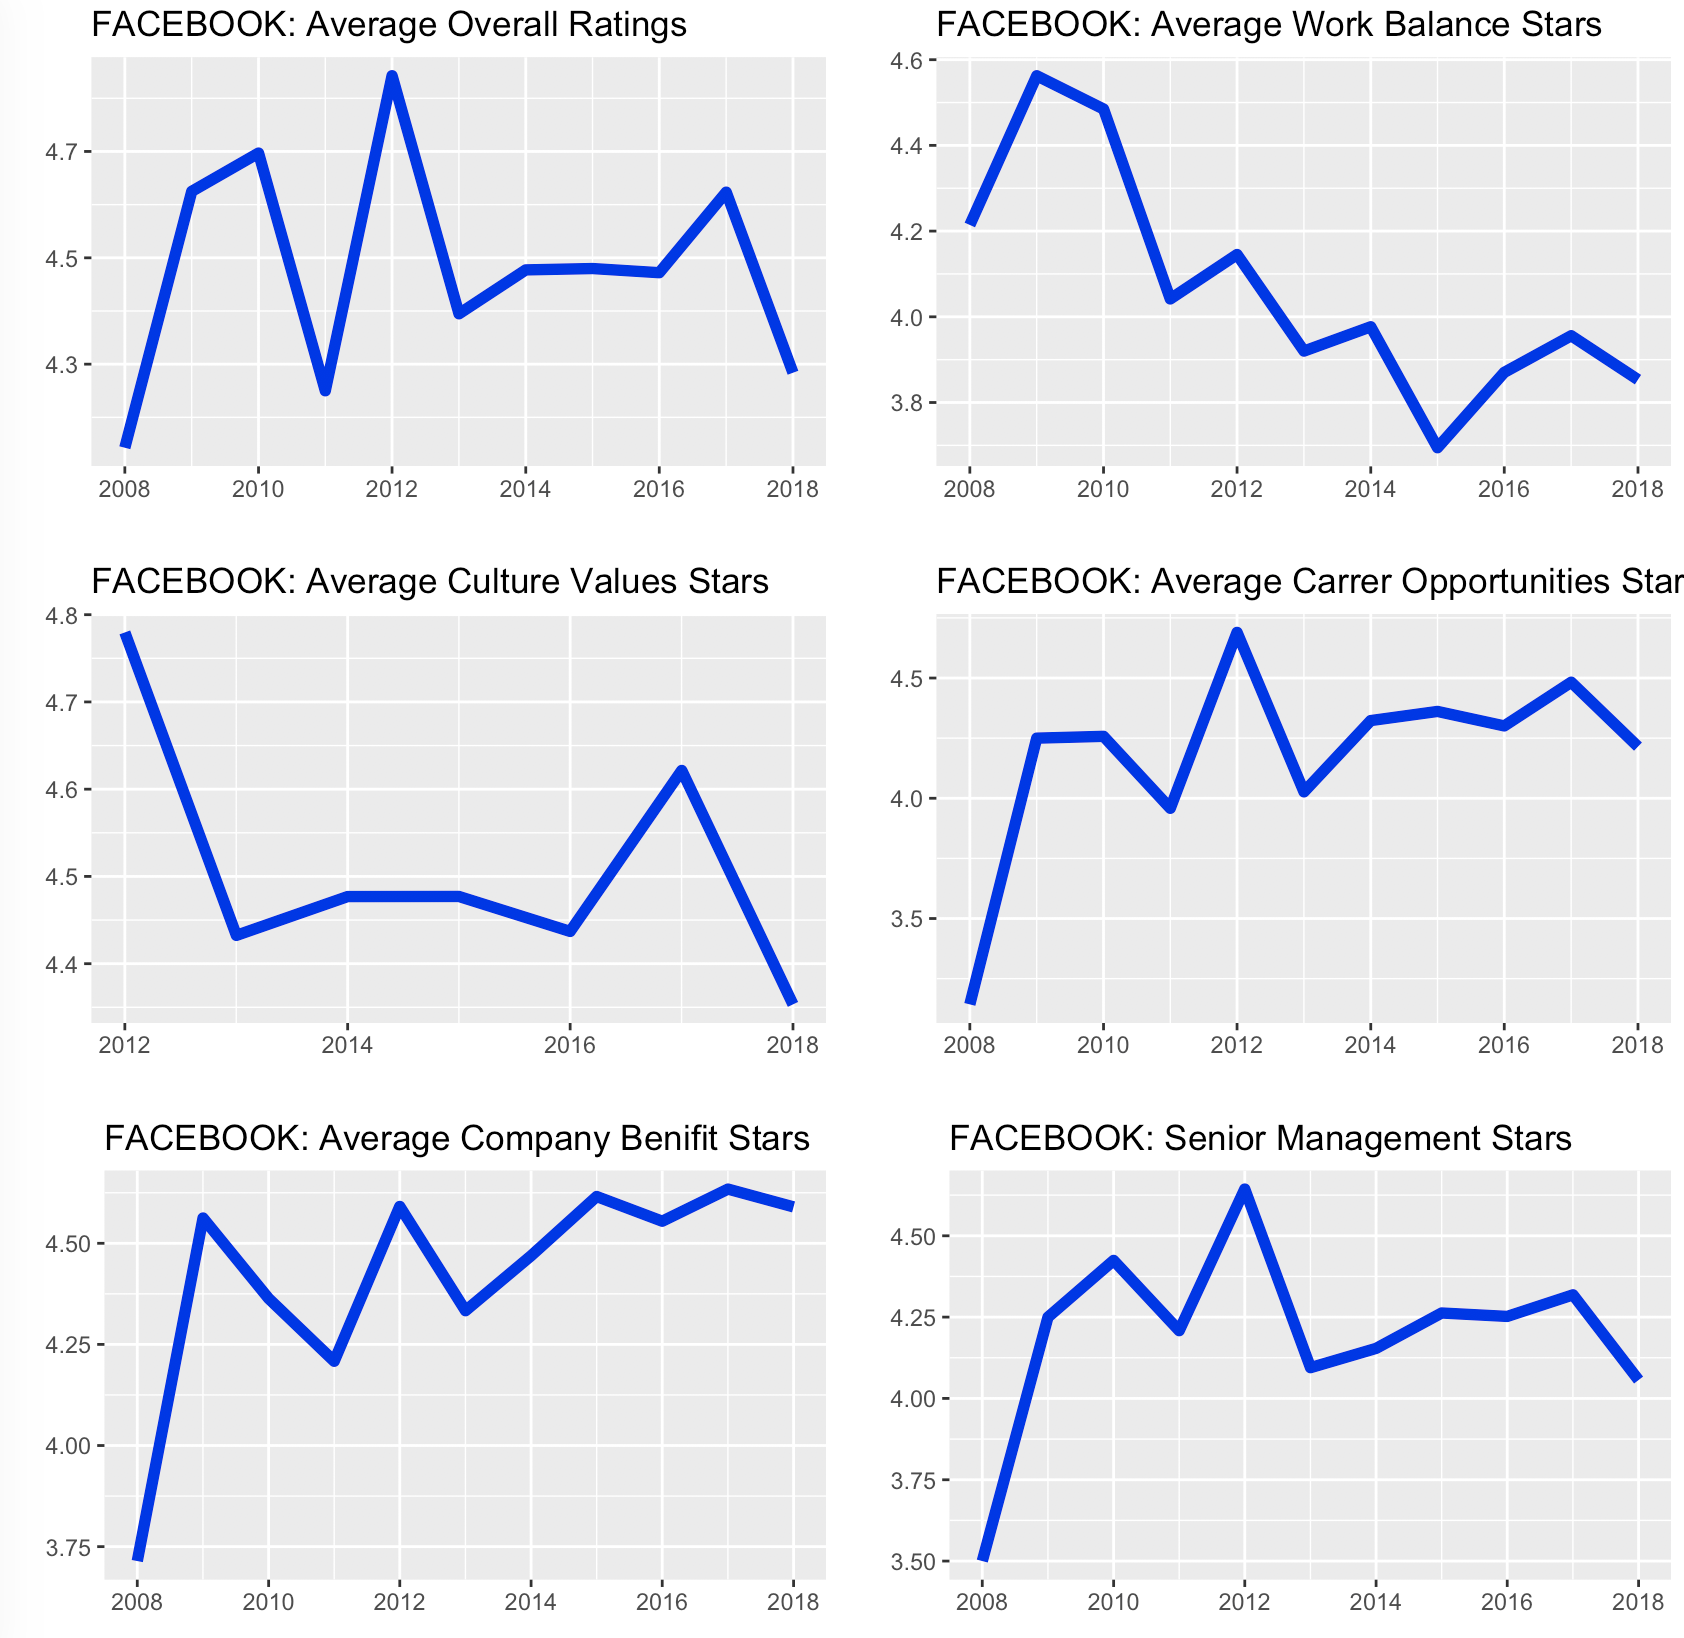 FACEBOOK: Average Overall Ratings
4.7
4.5
4.3
2008 2010 2012 2014 2016 2018
FACEBOOK: Average Work Balance Stars
4.6
4.4
4.2
4.0
3.8
2008 2010 2012 2014 2016 2018
FACEBOOK: Average Culture Values Stars
4.8
4.7
4.6
4.5
4.4
2012 2014 2016 2018
FACEBOOK: Average Carrer Opportunities Star
4.5
4.0
3.5
2008 2010 2012 2014 2016 2018
FACEBOOK: Average Company Benifit Stars
4.50
4.25
4.00
3.75
2008 2010 2012 2014 2016 2018
FACEBOOK: Senior Management Stars
4.50
4.25
4.00
3.75
3.50
2008 2010 2012 2014 2016 2018